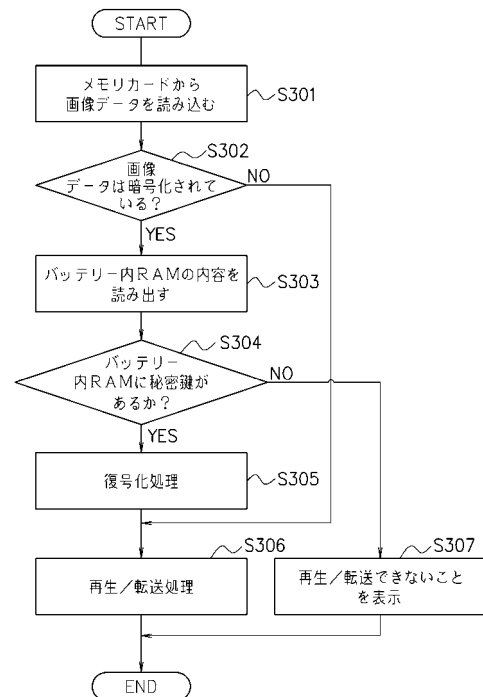 START
メモリカードから
画像データを読み込む
S301
S302
画像
データは暗号化されて
いる？
NO
YES
バッテリー内ＲＡＭの内容を
読み出す
S303
S304
バッテリー
内ＲＡＭに秘密鍵が
あるか？
NO
YES
復号化処理
S305
S306
再生／転送処理
S307
再生／転送できないこと
を表示
END